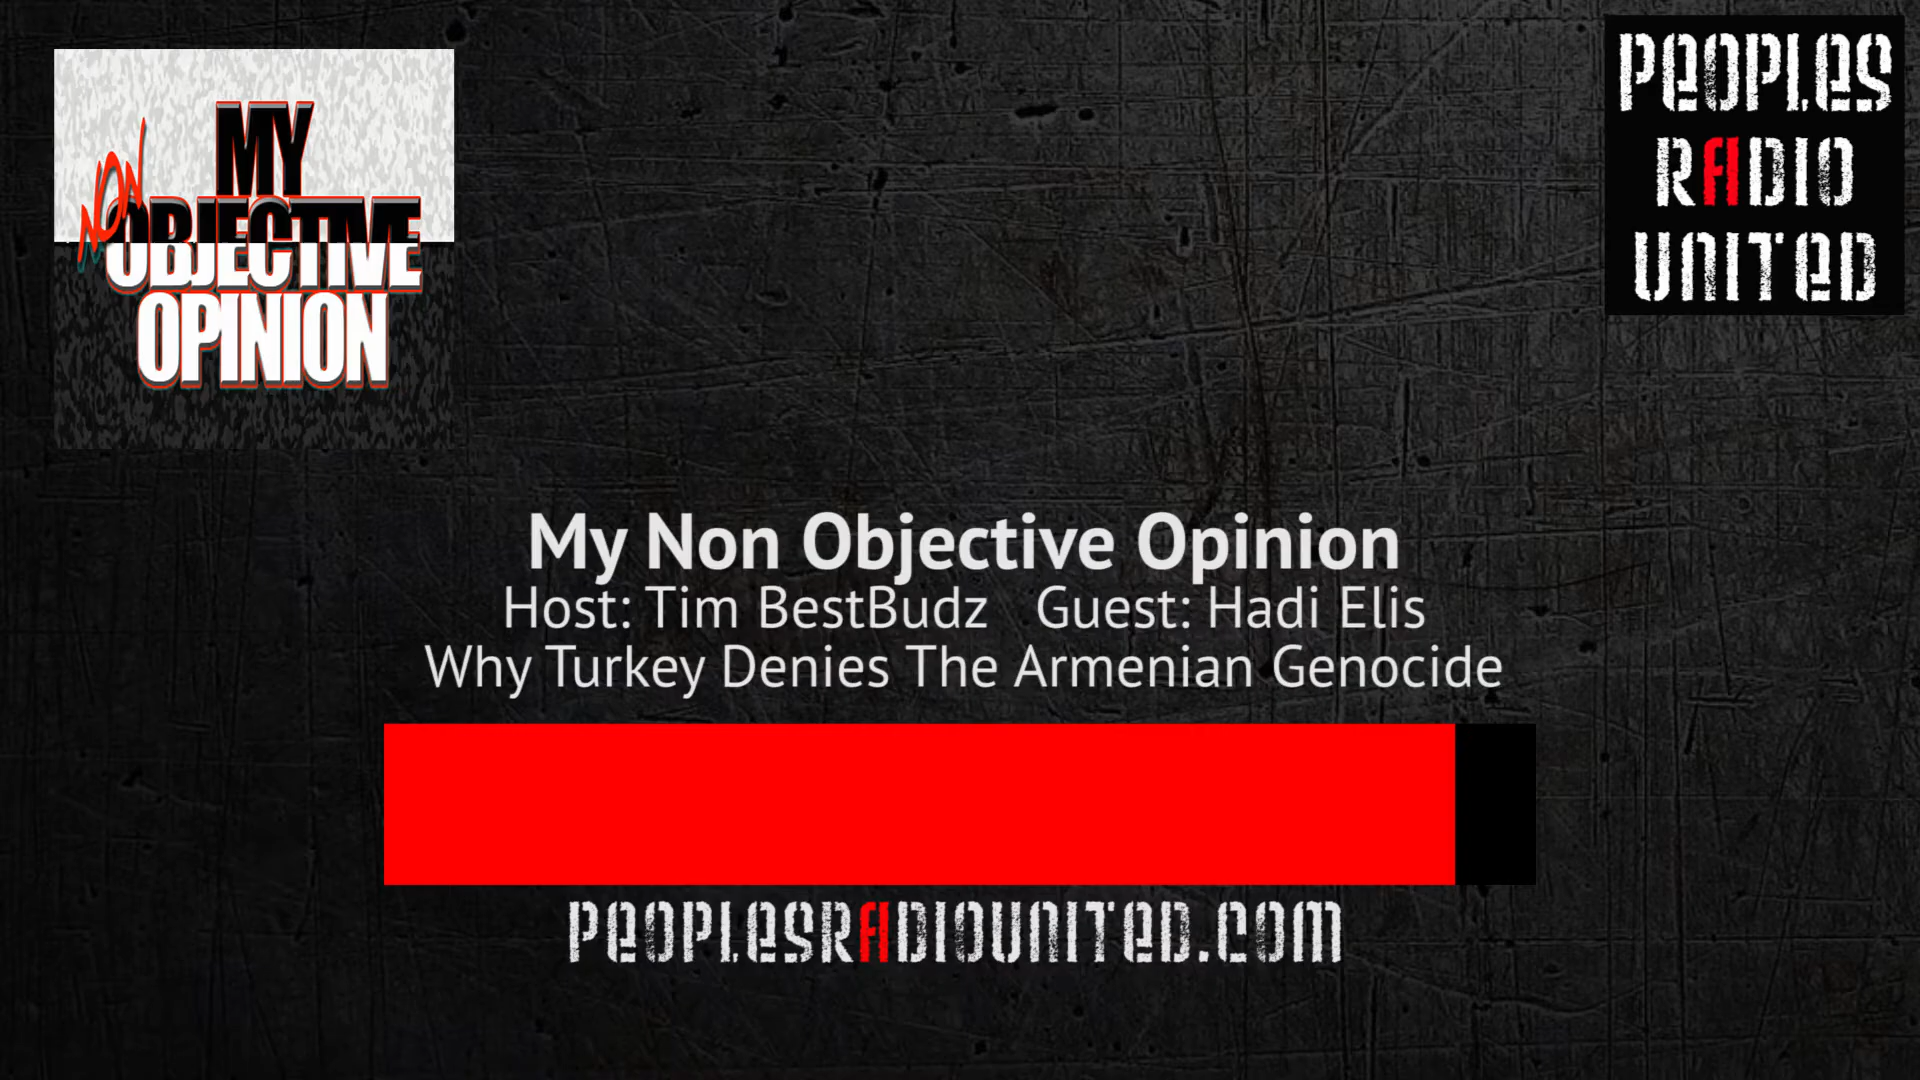 MY
NON
OBJECTIVE
OPINION
PEOPLES
RADIO
UNITED
My Non Objective Opinion
Host: Tim BestBudz Guest: Hadi Elis
Why Turkey Denies The Armenian Genocide
PEOPLESRADIOUNITED.COM